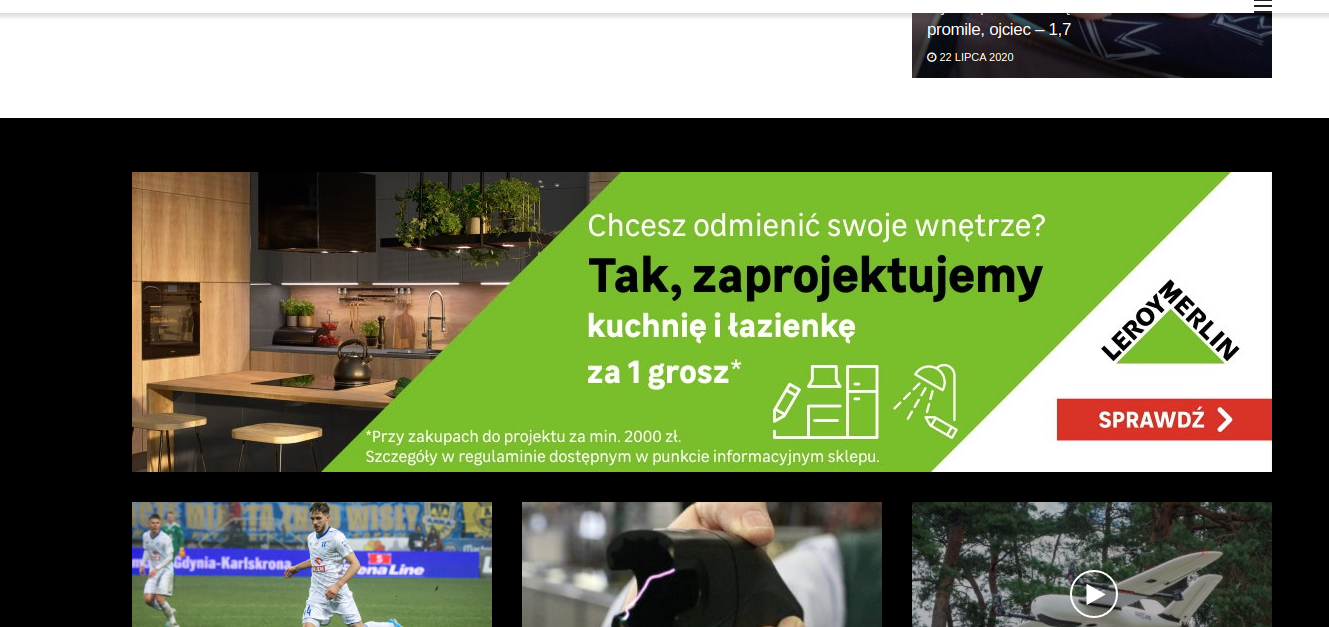 promile, ojciec – 1,7
22 LIPCA 2020
Chcesz odmienić swoje wnętrze?
Tak, zaprojektujemy
kuchnię i łazienkę
za 1 grosz*
*Przy zakupach do projektu za min. 2000 zł.
Szczegóły w regulaminie dostępnym w punkcie informacyjnym sklepu.
LEROY MERLIN
SPRAWDŹ
Gdynia-Karlskrona
ena Line